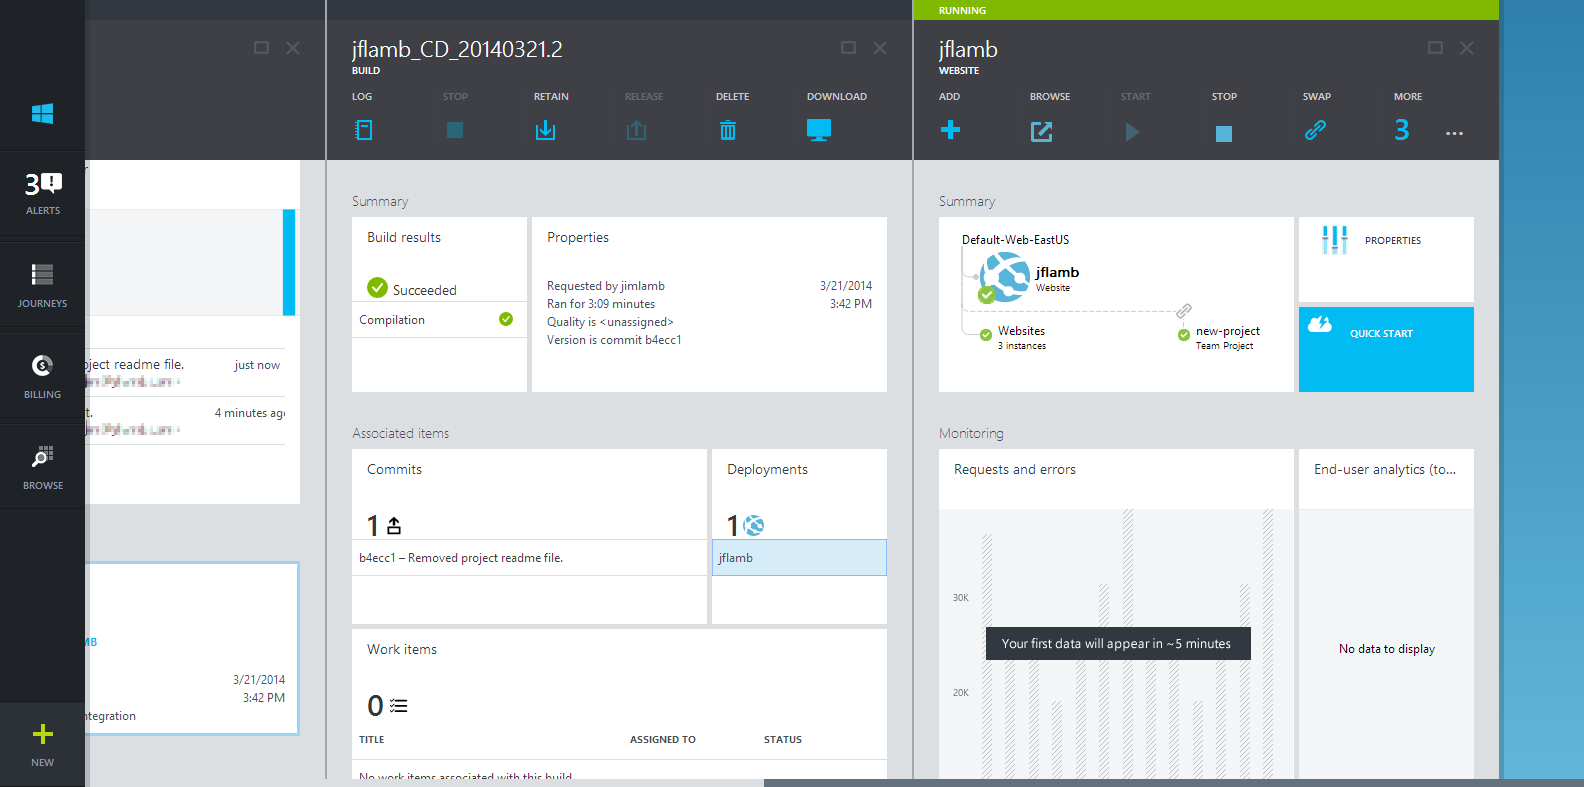 3
ALERTS
JOURNEYS
BILLING
BROWSE
NEW
just now
project readme file.
4 minutes ago
3/21/2014
3:42 PM
jflamb_CD_20140321.2
BUILD
LOG
STOP
RETAIN
RELEASE
DELETE
DOWNLOAD
Summary
Build results
Succeeded
Compilation
Properties
Requested by jimlamb
Ran for 3:09 minutes
Quality is <unassigned>
Version is commit b4ecc1
3/21/2014
3:42 PM
Associated items
Commits
1
b4ecc1 – Removed project readme file.
Deployments
1
jflamb
Work items
0
TITLE ASSIGNED TO STATUS
No work items associated with this build
RUNNING
jflamb
WEBSITE
ADD
BROWSE
START
STOP
SWAP
MORE
3
...
Summary
Default-Web-EastUS
jflamb
Website
Websites
3 instances
new-project
Team Project
PROPERTIES
QUICK START
Monitoring
Requests and errors
30K
20K
Your first data will appear in ~5 minutes
End-user analytics (to...
No data to display